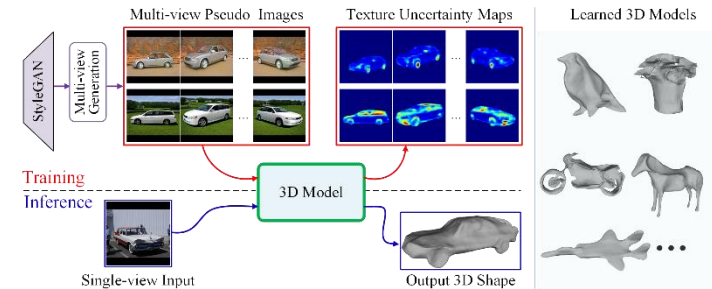 Multi-view Pseudo Images
Texture Uncertainty Maps
Learned 3D Models
StyleGAN
Multi-view
Generation
...
...
...
...
Training
Inference
3D Model
Single-view Input
Output 3D Shape